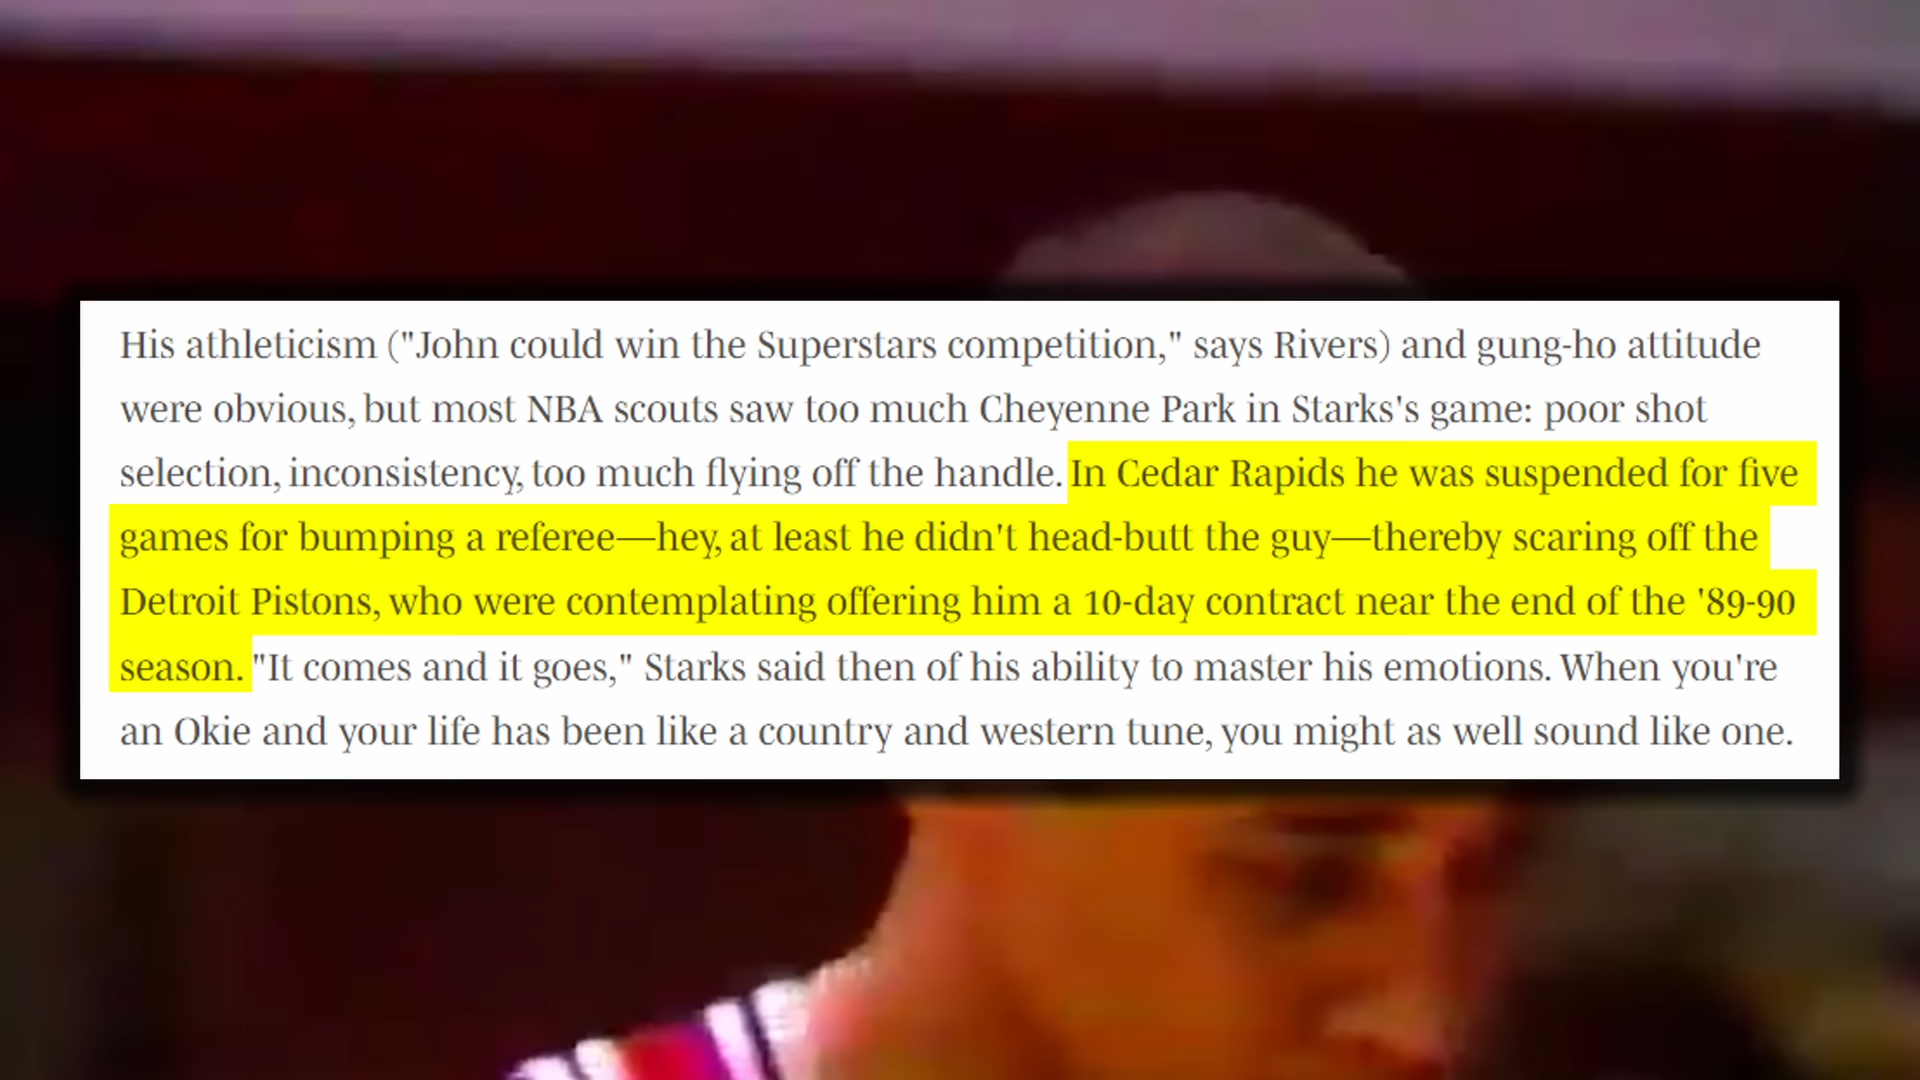 His athleticism ("John could win the Superstars competition," says Rivers) and gung-ho attitude
were obvious, but most NBA scouts saw too much Cheyenne Park in Starks's game: poor shot
selection, inconsistency, too much flying off the handle. In Cedar Rapids he was suspended for five
games for bumping a referee—hey, at least he didn't head-butt the guy—thereby scaring off the
Detroit Pistons, who were contemplating offering him a 10-day contract near the end of the '89-90
season. "It comes and it goes," Starks said then of his ability to master his emotions. When you're
an Okie and your life has been like a country and western tune, you might as well sound like one.